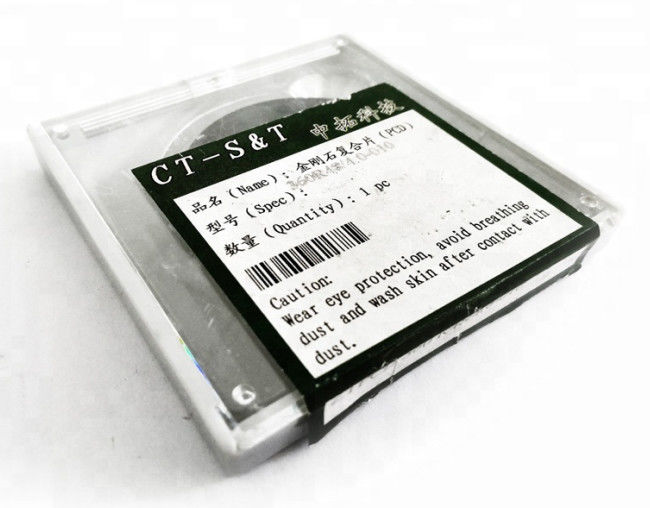 CT-S&T 中拓科技
品名(Name): 金刚石复合片(PCD)
型号(Spec):
数量(Quantity): 1 pc
Caution:
Wear eye protection, avoid breathing
dust and wash skin after contact with
dust.